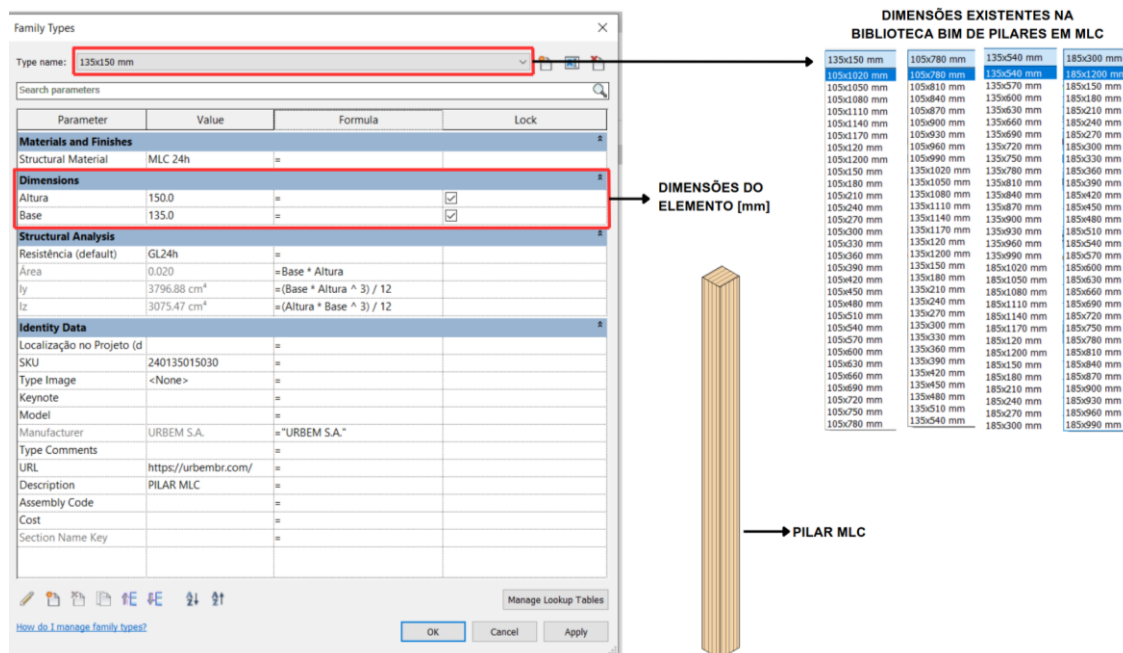 Family Types
Type name: 135x150 mm
Search parameters
Parameter Value Formula Lock
Materials and Finishes
Structural Material MLC 24h =
Dimensions
Altura 150.0 =
Base 135.0 =
Structural Analysis
Resistência (default) GL24h =
Área 0.020 =Base * Altura
Iy 3796.88 cm⁴ =(Base * Altura ^ 3) / 12
Iz 3075.47 cm⁴ =(Altura * Base ^ 3) / 12
Identity Data
Localização no Projeto (d =
SKU 240135015030 =
Type Image <None> =
Keynote =
Model =
Manufacturer URBEM S.A. ="URBEM S.A."
Type Comments =
URL https://urbembr.com/ =
Description PILAR MLC =
Assembly Code =
Cost =
Section Name Key =
Manage Lookup Tables
How do I manage family types?
OK Cancel Apply
DIMENSÕES DO
ELEMENTO [mm]
PILAR MLC
DIMENSÕES EXISTENTES NA
BIBLIOTECA BIM DE PILARES EM MLC
135x150 mm
105x1020 mm
105x1050 mm
105x1080 mm
105x1110 mm
105x1140 mm
105x1170 mm
105x120 mm
105x1200 mm
105x150 mm
105x180 mm
105x210 mm
105x240 mm
105x270 mm
105x300 mm
105x330 mm
105x360 mm
105x390 mm
105x420 mm
105x450 mm
105x480 mm
105x510 mm
105x540 mm
105x570 mm
105x600 mm
105x630 mm
105x660 mm
105x690 mm
105x720 mm
105x750 mm
105x780 mm
105x780 mm
105x780 mm
105x810 mm
105x840 mm
105x870 mm
105x900 mm
105x930 mm
105x960 mm
105x990 mm
135x1020 mm
135x1050 mm
135x1080 mm
135x1110 mm
135x1140 mm
135x1170 mm
135x120 mm
135x1200 mm
135x150 mm
135x180 mm
135x210 mm
135x240 mm
135x270 mm
135x300 mm
135x330 mm
135x360 mm
135x390 mm
135x420 mm
135x450 mm
135x480 mm
135x510 mm
135x540 mm
135x540 mm
135x540 mm
135x570 mm
135x600 mm
135x630 mm
135x660 mm
135x690 mm
135x720 mm
135x750 mm
135x780 mm
135x810 mm
135x840 mm
135x870 mm
135x900 mm
135x930 mm
135x960 mm
135x990 mm
185x1020 mm
185x1050 mm
185x1080 mm
185x1110 mm
185x1140 mm
185x1170 mm
185x120 mm
185x1200 mm
185x150 mm
185x180 mm
185x210 mm
185x240 mm
185x270 mm
185x300 mm
185x300 mm
185x1200 mm
185x150 mm
185x180 mm
185x210 mm
185x240 mm
185x270 mm
185x300 mm
185x330 mm
185x360 mm
185x390 mm
185x420 mm
185x450 mm
185x480 mm
185x510 mm
185x540 mm
185x570 mm
185x600 mm
185x630 mm
185x660 mm
185x690 mm
185x720 mm
185x750 mm
185x780 mm
185x810 mm
185x840 mm
185x870 mm
185x900 mm
185x930 mm
185x960 mm
185x990 mm